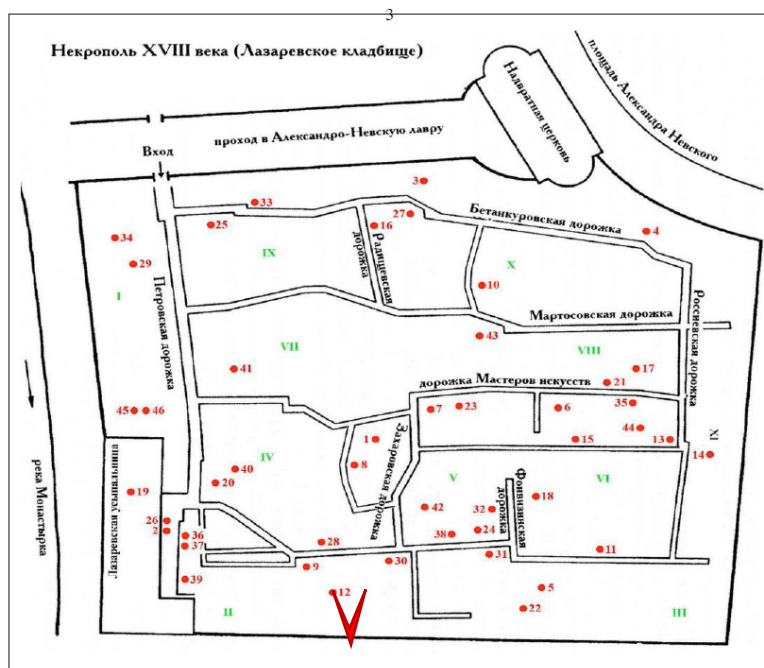 3
Некрополь XVIII века (Лазаревское кладбище)
площадь Александра Невского
Надвратная церковь
проход в Александро-Невскую лавру
Вход
3
33
27
Бетанкуровская дорожка
4
34
25
16
Радищевская дорожка
29
IX
X
I
10
Петровская дорожка
Мартосовская дорожка
Россиевская дорожка
43
VII
VIII
41
17
21
дорожка Мастеров искусств
45
46
7
23
6
35
44
1
Захаровская дорожка
15
13
XI
IV
14
8
40
20
V
Фонвизинская дорожка
VI
река Монастырка
Лазаревская усыпальница
19
18
42
32
26
2
36
37
38
24
28
31
11
9
30
39
12
5
22
II
III